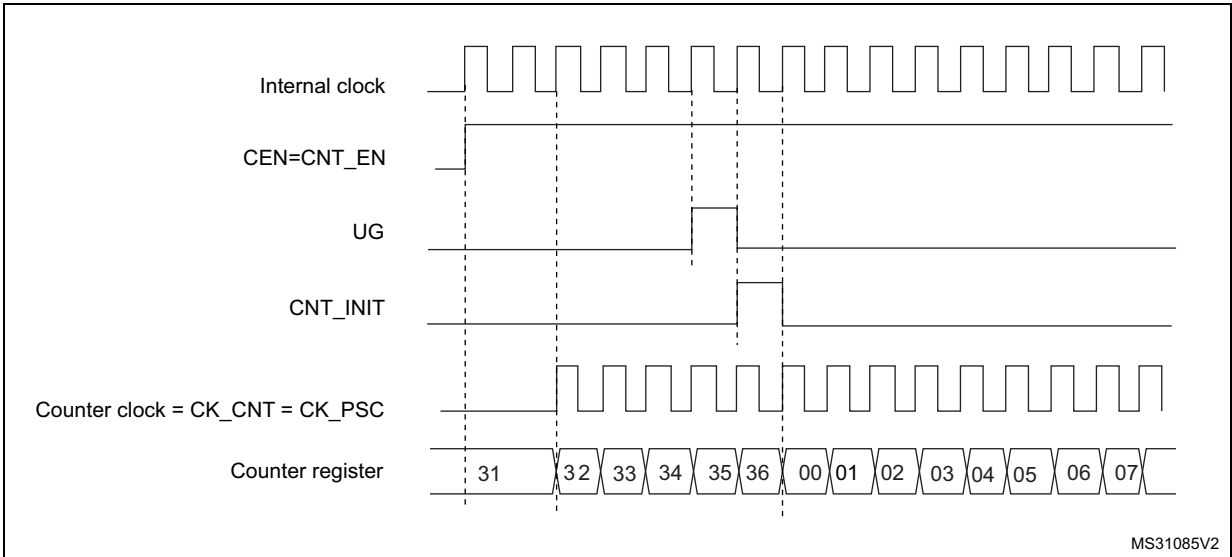 Internal clock
CEN=CNT_EN
UG
CNT_INIT
Counter clock = CK_CNT = CK_PSC
Counter register 31 32 33 34 35 36 00 01 02 03 04 05 06 07
MS31085V2